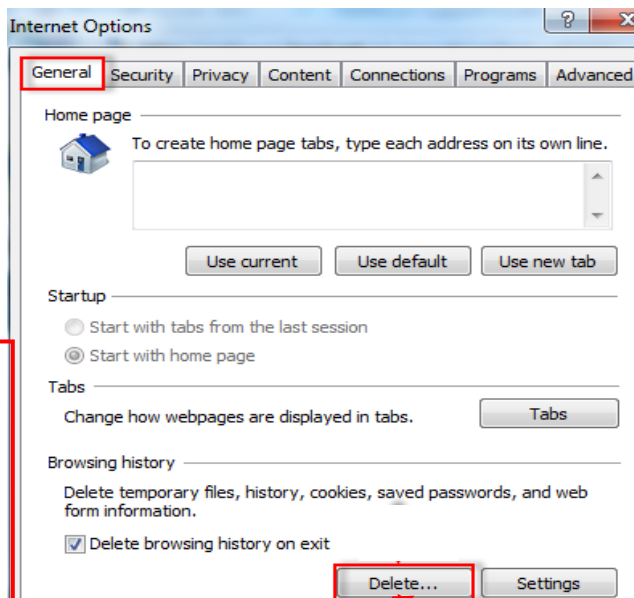 Internet Options
?
General Security Privacy Content Connections Programs Advanced
Home page
To create home page tabs, type each address on its own line.
Use current Use default Use new tab
Startup
Start with tabs from the last session
Start with home page
Tabs
Change how webpages are displayed in tabs. Tabs
Browsing history
Delete temporary files, history, cookies, saved passwords, and web
form information.
Delete browsing history on exit
Delete... Settings